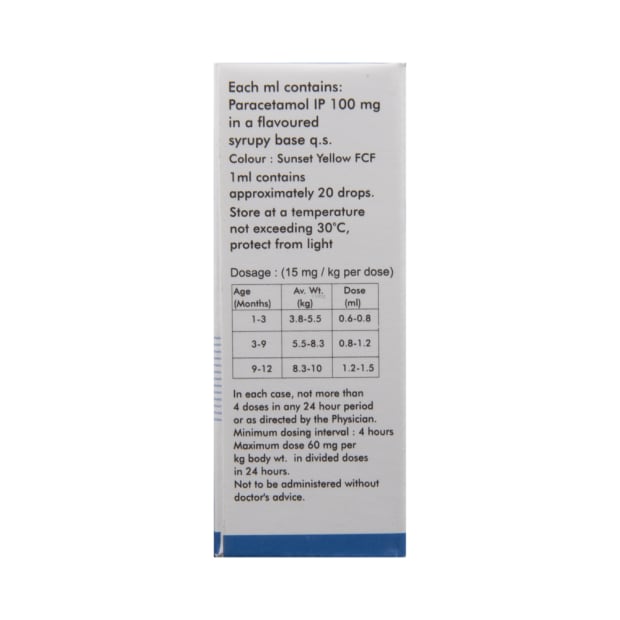 Each ml contains:
Paracetamol IP 100 mg
in a flavoured
syrupy base q.s.
Colour : Sunset Yellow FCF
1ml contains
approximately 20 drops.
Store at a temperature
not exceeding 30°C,
protect from light
Dosage : (15 mg / kg per dose)
Age (Months) Av. Wt. (kg) Dose (ml)
1-3 3.8-5.5 0.6-0.8
3-9 5.5-8.3 0.8-1.2
9-12 8.3-10 1.2-1.5
In each case, not more than
4 doses in any 24 hour period
or as directed by the Physician.
Minimum dosing interval : 4 hours
Maximum dose 60 mg per
kg body wt. in divided doses
in 24 hours.
Not to be administered without
doctor's advice.